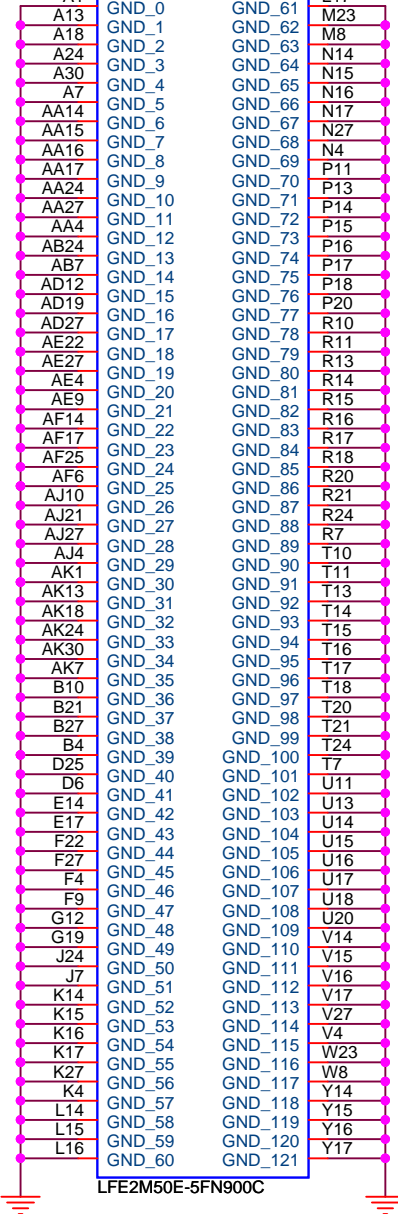 GND_0 GND_61
A13 GND_1 GND_62 M23
A18 GND_2 GND_63 M8
A24 GND_3 GND_64 N14
A30 GND_4 GND_65 N15
A7 GND_5 GND_66 N16
AA14 GND_6 GND_67 N17
AA15 GND_7 GND_68 N27
AA16 GND_8 GND_69 N4
AA17 GND_9 GND_70 P11
AA24 GND_10 GND_71 P13
AA27 GND_11 GND_72 P14
AA4 GND_12 GND_73 P15
AB24 GND_13 GND_74 P16
AB7 GND_14 GND_75 P17
AD12 GND_15 GND_76 P18
AD19 GND_16 GND_77 P20
AD27 GND_17 GND_78 R10
AE22 GND_18 GND_79 R11
AE27 GND_19 GND_80 R13
AE4 GND_20 GND_81 R14
AE9 GND_21 GND_82 R15
AF14 GND_22 GND_83 R16
AF17 GND_23 GND_84 R17
AF25 GND_24 GND_85 R18
AF6 GND_25 GND_86 R20
AJ10 GND_26 GND_87 R21
AJ21 GND_27 GND_88 R24
AJ27 GND_28 GND_89 R7
AJ4 GND_29 GND_90 T10
AK1 GND_30 GND_91 T11
AK13 GND_31 GND_92 T13
AK18 GND_32 GND_93 T14
AK24 GND_33 GND_94 T15
AK30 GND_34 GND_95 T16
AK7 GND_35 GND_96 T17
B10 GND_36 GND_97 T18
B21 GND_37 GND_98 T20
B27 GND_38 GND_99 T21
B4 GND_39 GND_100 T24
D25 GND_40 GND_101 T7
D6 GND_41 GND_102 U11
E14 GND_42 GND_103 U13
E17 GND_43 GND_104 U14
F22 GND_44 GND_105 U15
F27 GND_45 GND_106 U16
F4 GND_46 GND_107 U17
F9 GND_47 GND_108 U18
G12 GND_48 GND_109 U20
G19 GND_49 GND_110 V14
J24 GND_50 GND_111 V15
J7 GND_51 GND_112 V16
K14 GND_52 GND_113 V17
K15 GND_53 GND_114 V27
K16 GND_54 GND_115 V4
K17 GND_55 GND_116 W23
K27 GND_56 GND_117 W8
K4 GND_57 GND_118 Y14
L14 GND_58 GND_119 Y15
L15 GND_59 GND_120 Y16
L16 GND_60 GND_121 Y17
LFE2M50E-5FN900C